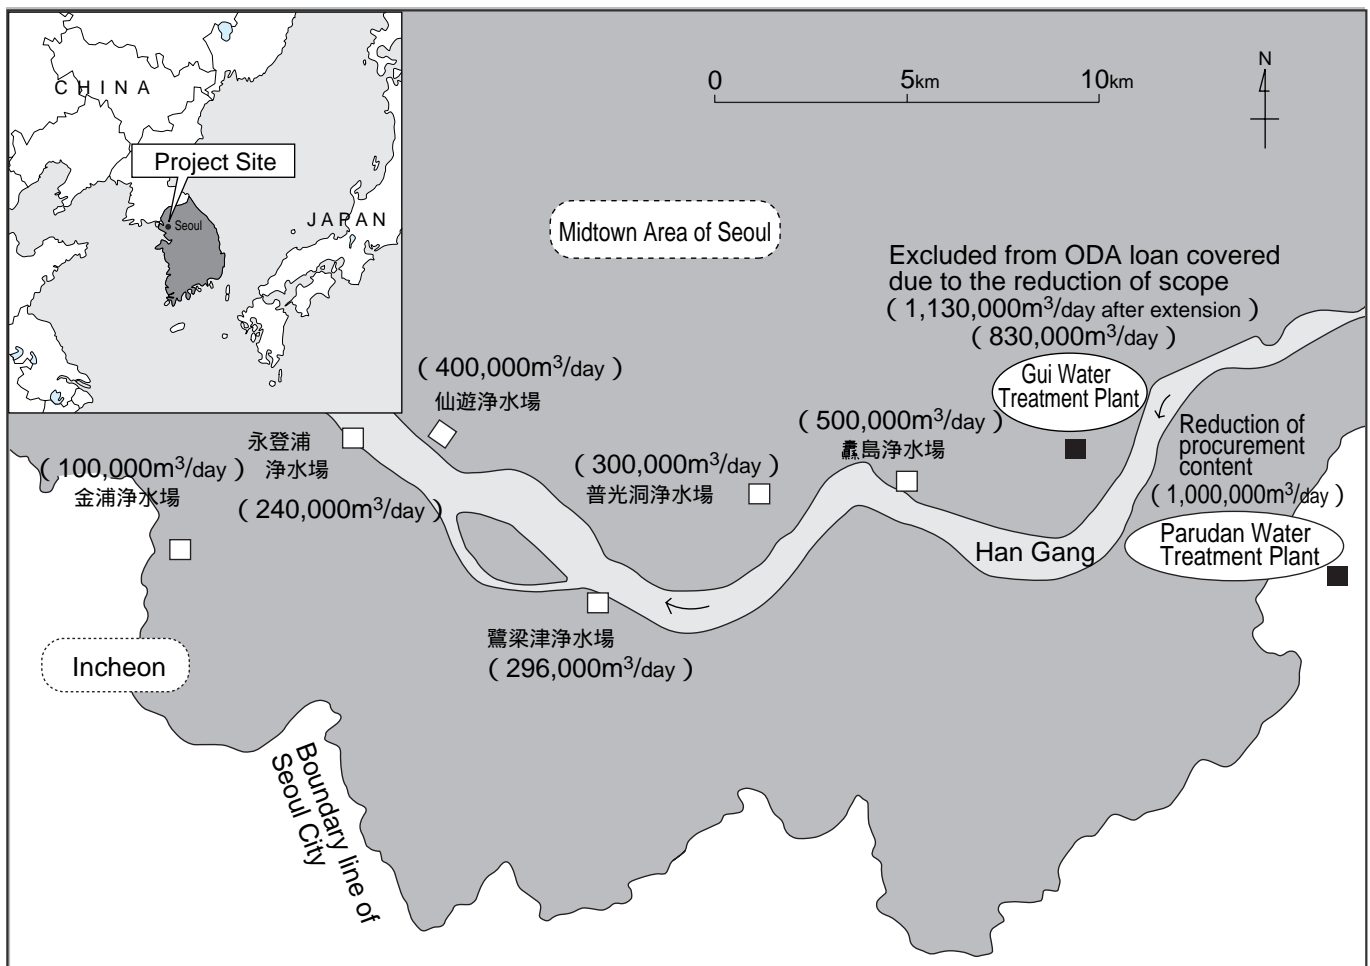 CHINA
Project Site
Seoul
JAPAN
0
5km
10km
N
Midtown Area of Seoul
Excluded from ODA loan covered
due to the reduction of scope
( 1,130,000m³/day after extension )
( 830,000m³/day )
Gui Water
Treatment Plant
( 400,000m³/day )
仙遊浄水場
( 500,000m³/day )
纛島浄水場
Reduction of
procurement
content
( 1,000,000m³/day )
Parudan Water
Treatment Plant
永登浦
浄水場
( 240,000m³/day )
( 100,000m³/day )
金浦浄水場
( 300,000m³/day )
普光洞浄水場
Han Gang
鷺梁津浄水場
( 296,000m³/day )
Incheon
Boundary line of
Seoul City